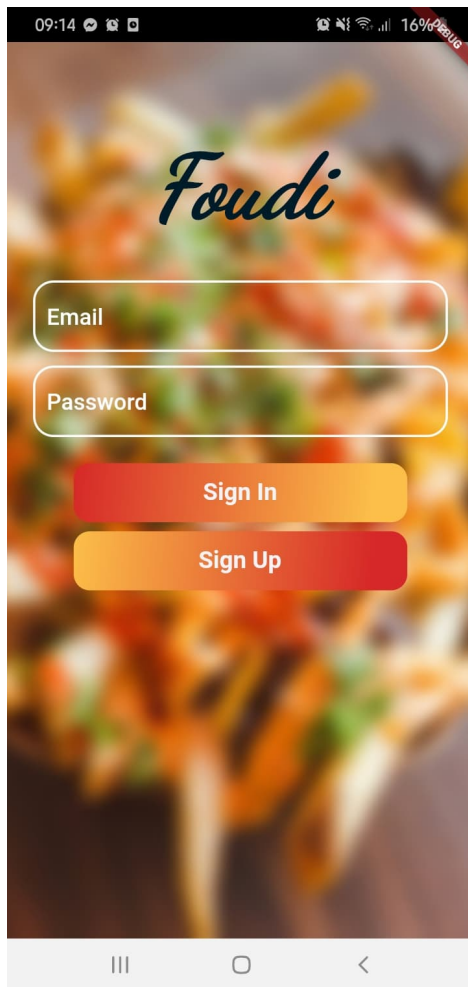 09:14 16%
DEBUG
Foudi
Email
Password
Sign In
Sign Up